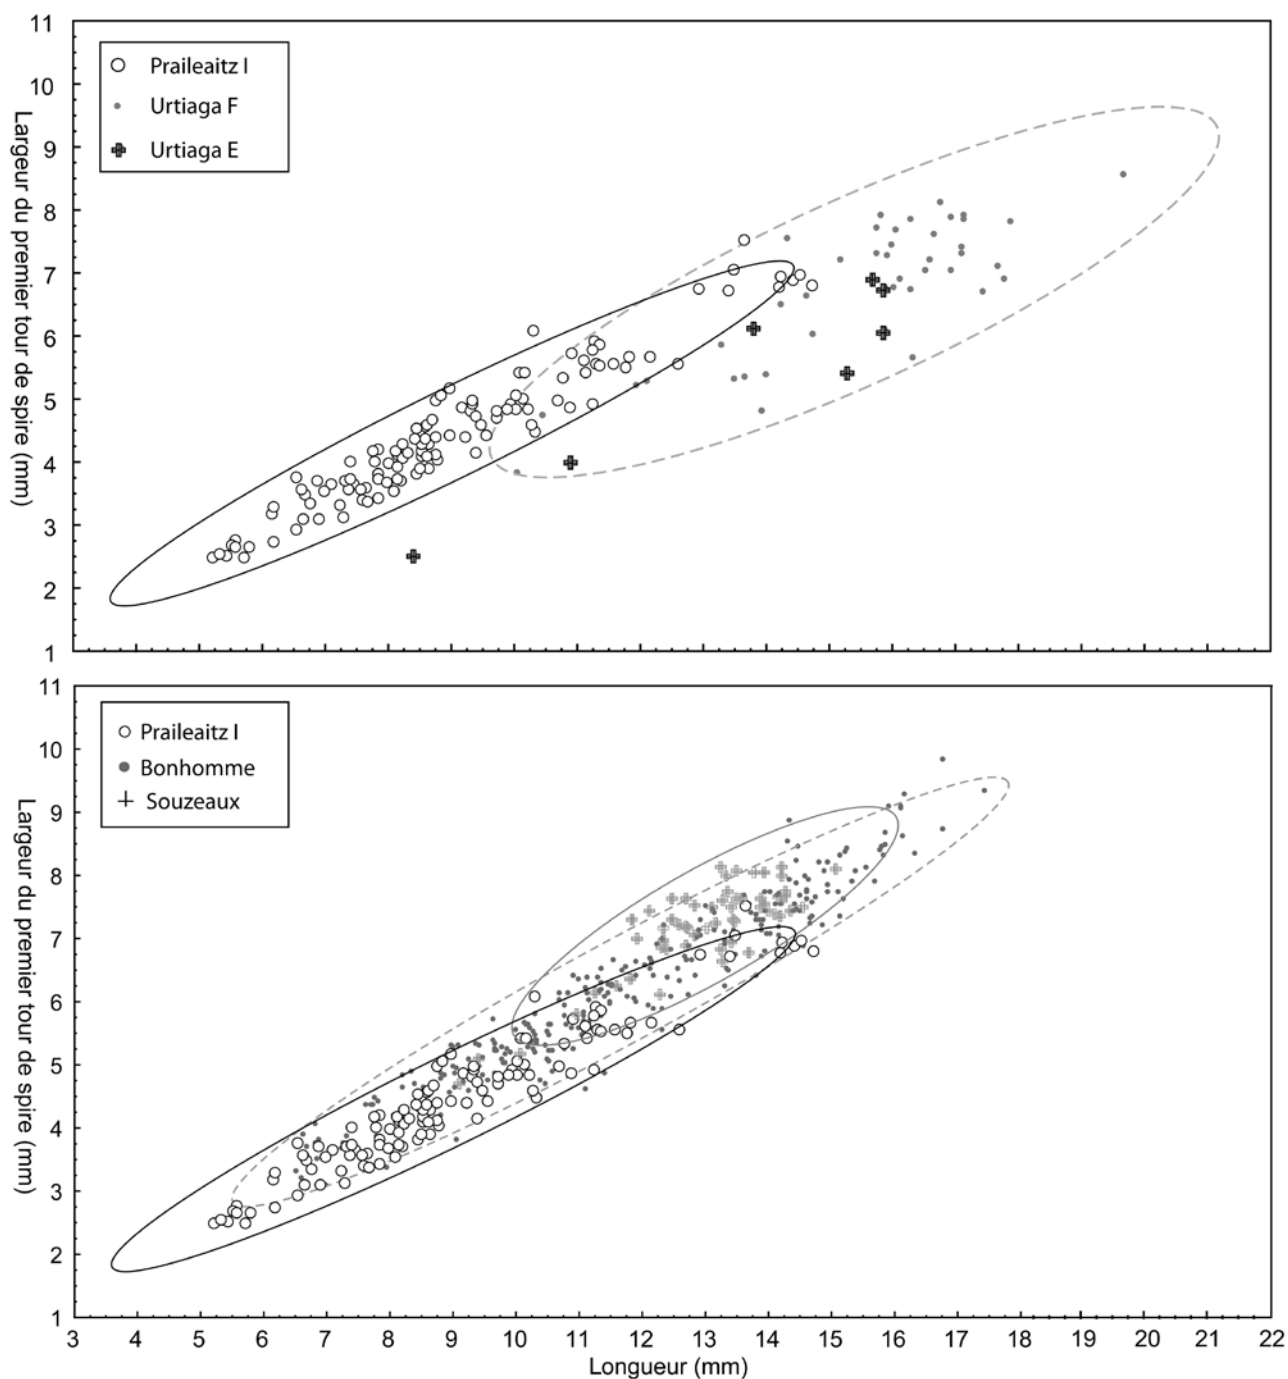 11
10
9
8
7
6
5
4
3
2
1
Largeur du premier tour de spire (mm)
Praileaitz I
Urtiaga F
Urtiaga E
11
10
9
8
7
6
5
4
3
2
1
Largeur du premier tour de spire (mm)
Praileaitz I
Bonhomme
Souzeaux
3 4 5 6 7 8 9 10 11 12 13 14 15 16 17 18 19 20 21 22
Longueur (mm)